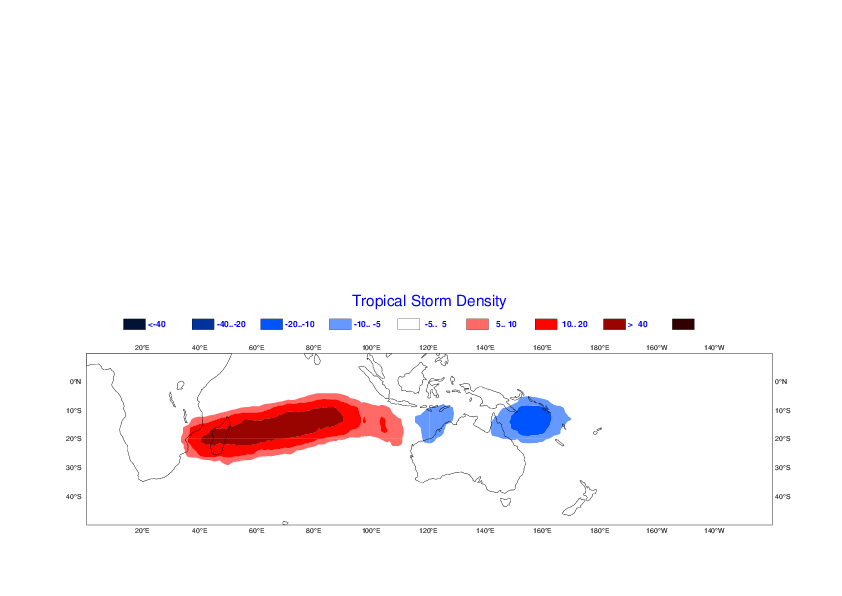 Tropical Storm Density
<-40 -40..-20 -20..-10 -10.. -5 -5.. 5 5.. 10 10.. 20 > 40
20°E 40°E 60°E 80°E 100°E 120°E 140°E 160°E 180°E 160°W 140°W
0°N 0°N
10°S 10°S
20°S 20°S
30°S 30°S
40°S 40°S
20°E 40°E 60°E 80°E 100°E 120°E 140°E 160°E 180°E 160°W 140°W